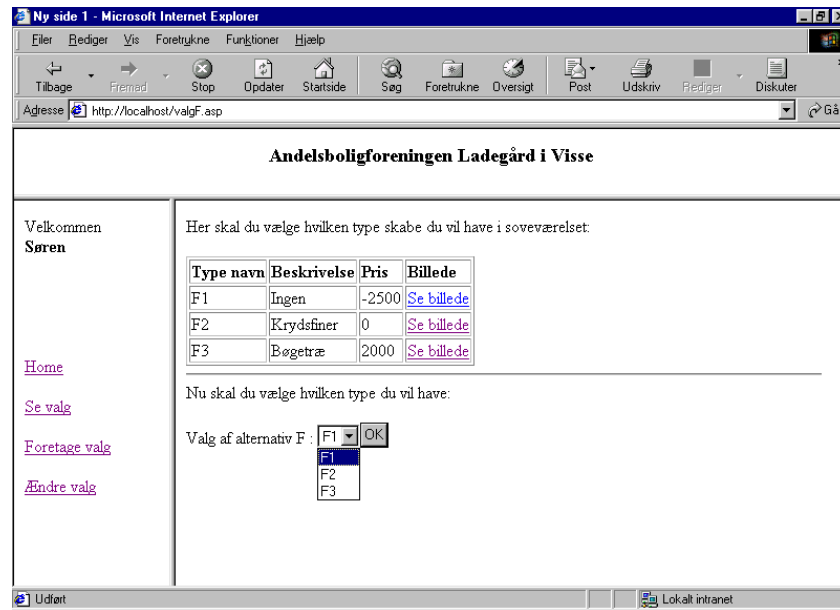 Ny side 1 - Microsoft Internet Explorer
Filer Rediger Vis Foretrukne Funktioner Hjælp
Tilbage Fremad Stop Opdater Startside Søg Foretrukne Oversigt Post Udskriv Rediger Diskuter
Adresse http://localhost/valgF.asp Gå
Andelsboligforeningen Ladegård i Visse
Velkommen
Søren
Home
Se valg
Foretage valg
Ændre valg
Her skal du vælge hvilken type skabe du vil have i soveværelset:
Type navn Beskrivelse Pris Billede
F1 Ingen -2500 Se billede
F2 Krydsfiner 0 Se billede
F3 Bøgetræ 2000 Se billede
Nu skal du vælge hvilken type du vil have:
Valg af alternativ F : F1 OK
F1
F2
F3
Udført Lokalt intranet